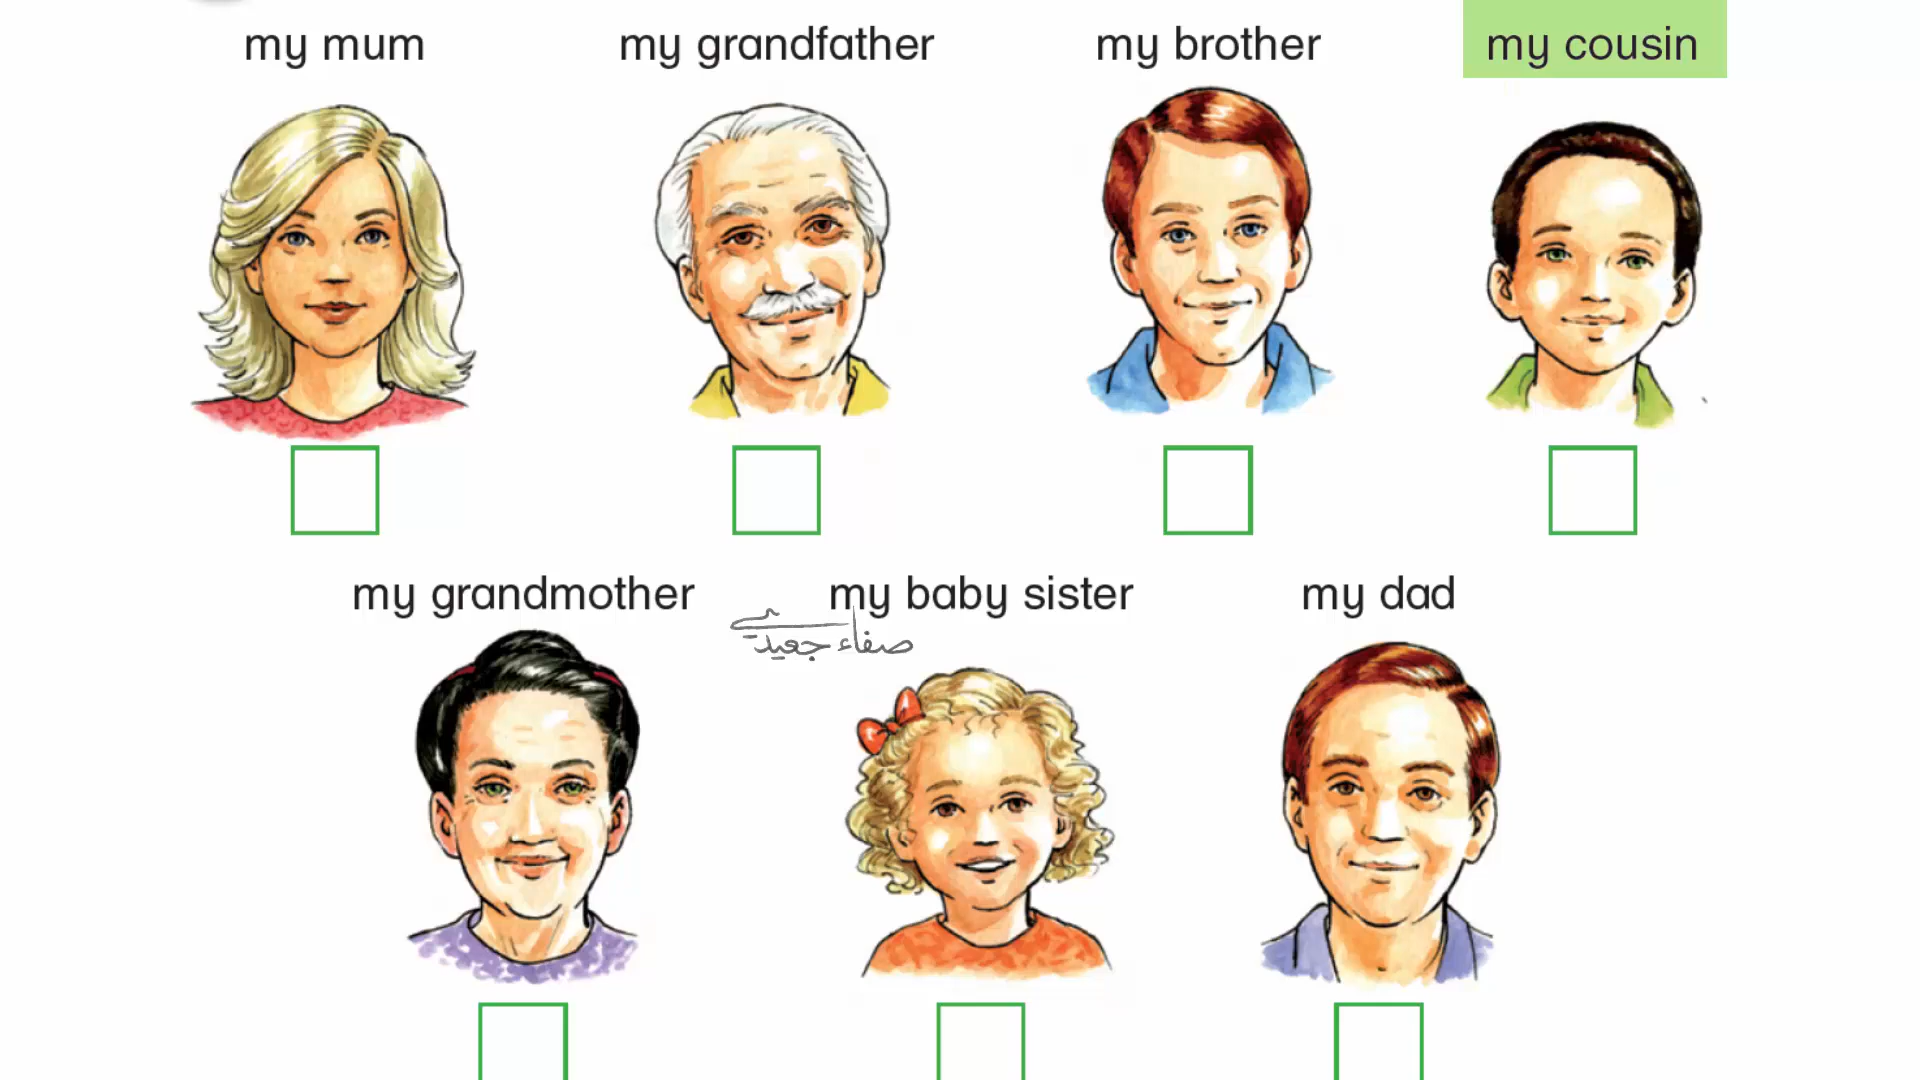 my mum
my grandfather
my brother
my cousin
my grandmother
my baby sister
my dad
صفاء جعيدي